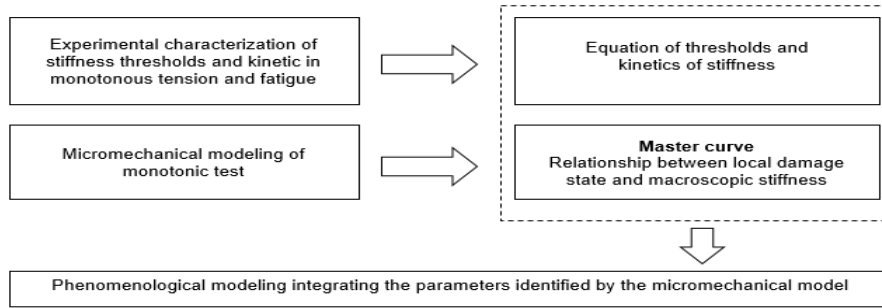 Experimental characterization of
stiffness thresholds and kinetic in
monotonous tension and fatigue
Equation of thresholds and
kinetics of stiffness
Micromechanical modeling of
monotonic test
Master curve
Relationship between local damage
state and macroscopic stiffness
Phenomenological modeling integrating the parameters identified by the micromechanical model